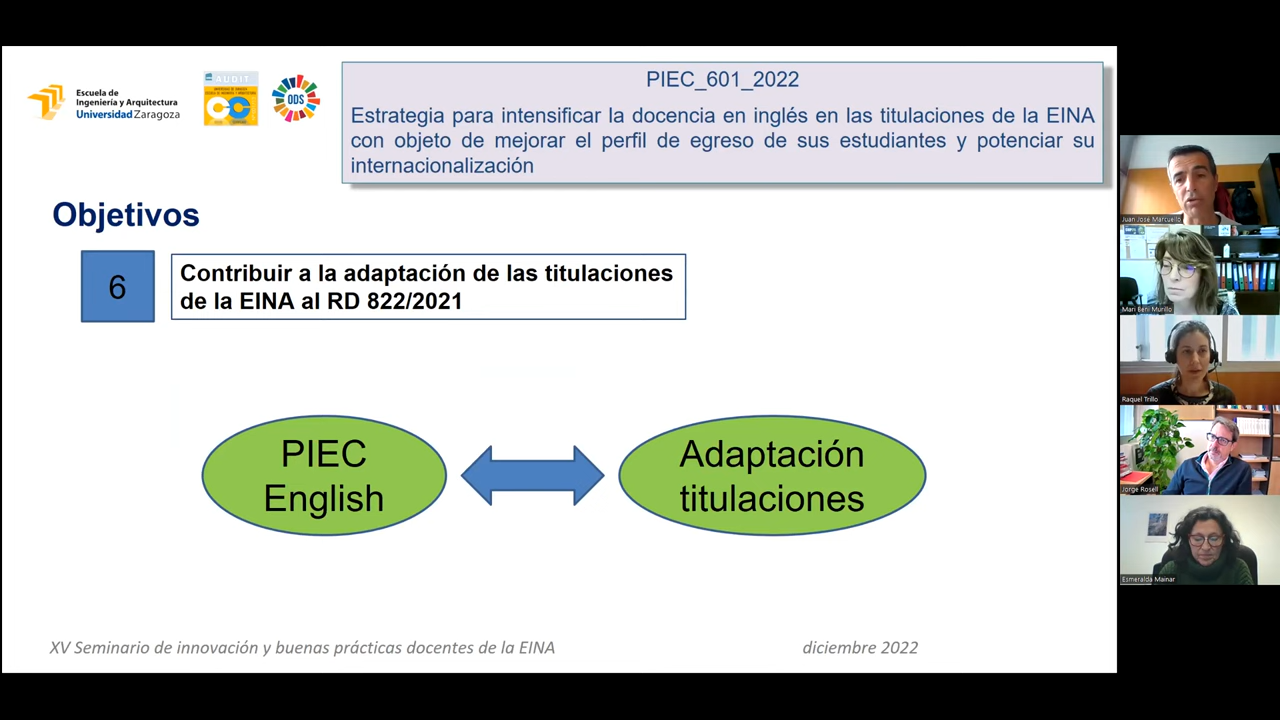 Escuela de
Ingeniería y Arquitectura
Universidad Zaragoza
AUDIT
ODS
PIEC_601_2022
Estrategia para intensificar la docencia en inglés en las titulaciones de la EINA
con objeto de mejorar el perfil de egreso de sus estudiantes y potenciar su
internacionalización
Objetivos
6
Contribuir a la adaptación de las titulaciones
de la EINA al RD 822/2021
PIEC
English
Adaptación
titulaciones
XV Seminario de innovación y buenas prácticas docentes de la EINA
diciembre 2022
Juan José Marcuello
Mari Beni Murillo
Raquel Trillo
Jorge Rosell
Esmeralda Mainar